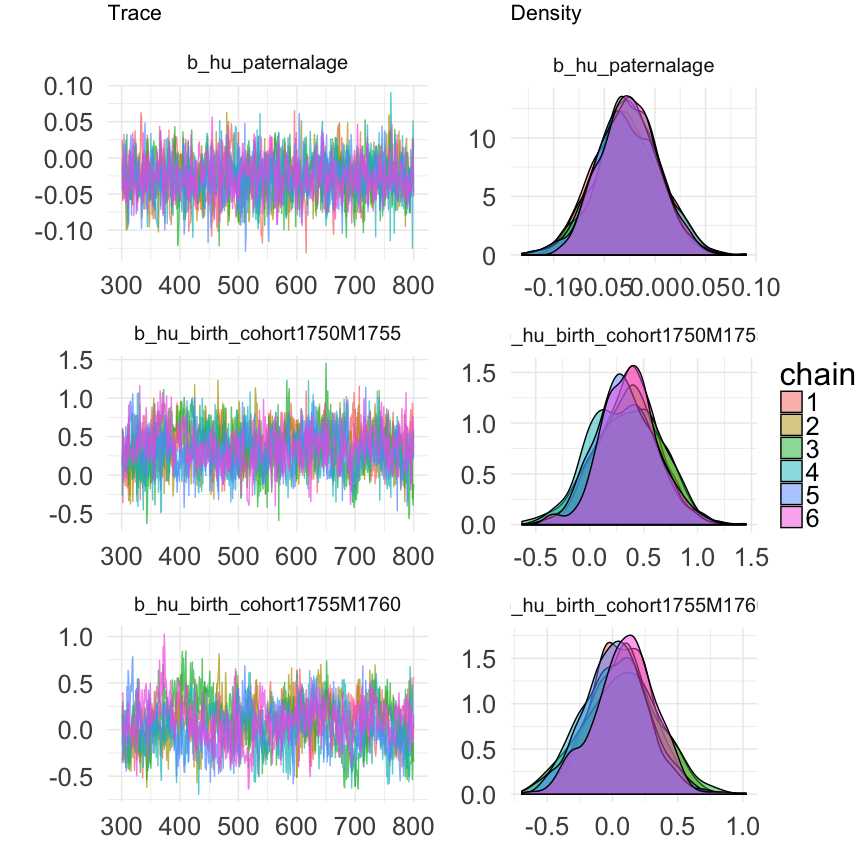 Trace
Density
b_hu_paternalage
0.10
0.05
0.00
-0.05
-0.10
300 400 500 600 700 800
b_hu_paternalage
10
5
0
-0.10 -0.05 0.00 0.05 0.10
b_hu_birth_cohort1750M1755
1.5
1.0
0.5
0.0
-0.5
300 400 500 600 700 800
_hu_birth_cohort1750M175
1.5
1.0
0.5
0.0
-0.5 0.0 0.5 1.0 1.5
b_hu_birth_cohort1755M1760
1.0
0.5
0.0
-0.5
300 400 500 600 700 800
_hu_birth_cohort1755M176
1.5
1.0
0.5
0.0
-0.5 0.0 0.5 1.0
chain
1
2
3
4
5
6